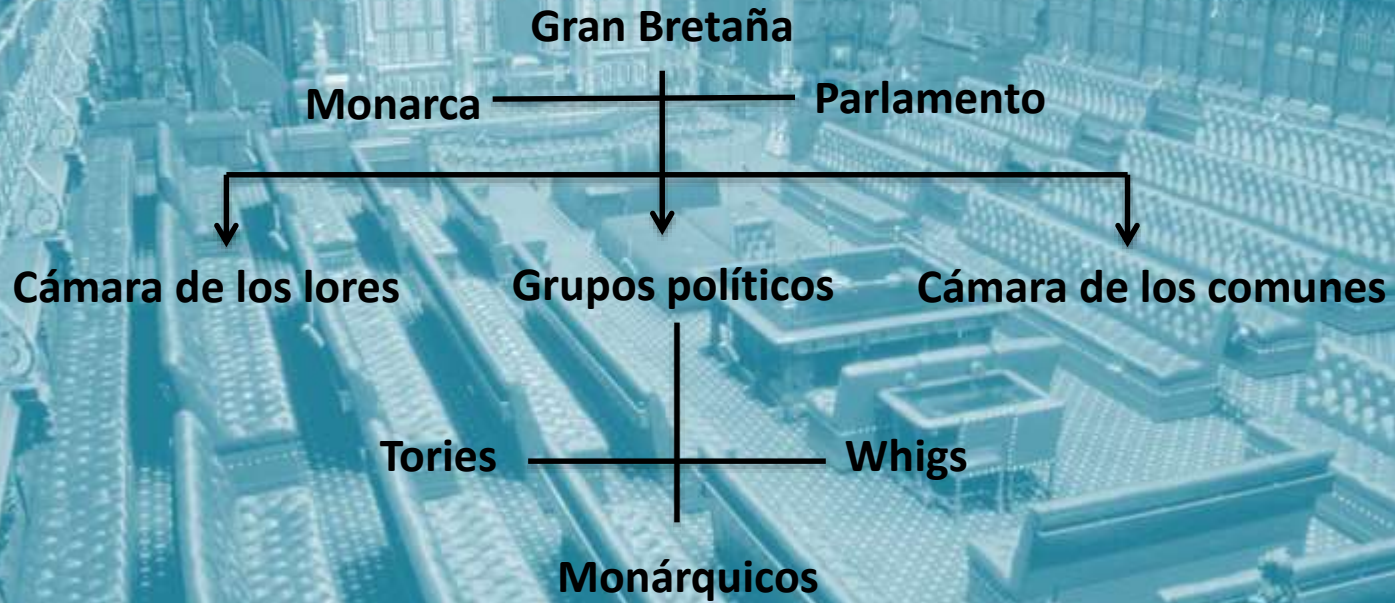 Gran Bretaña
Monarca Parlamento
Cámara de los lores Grupos políticos Cámara de los comunes
Tories Whigs
Monárquicos